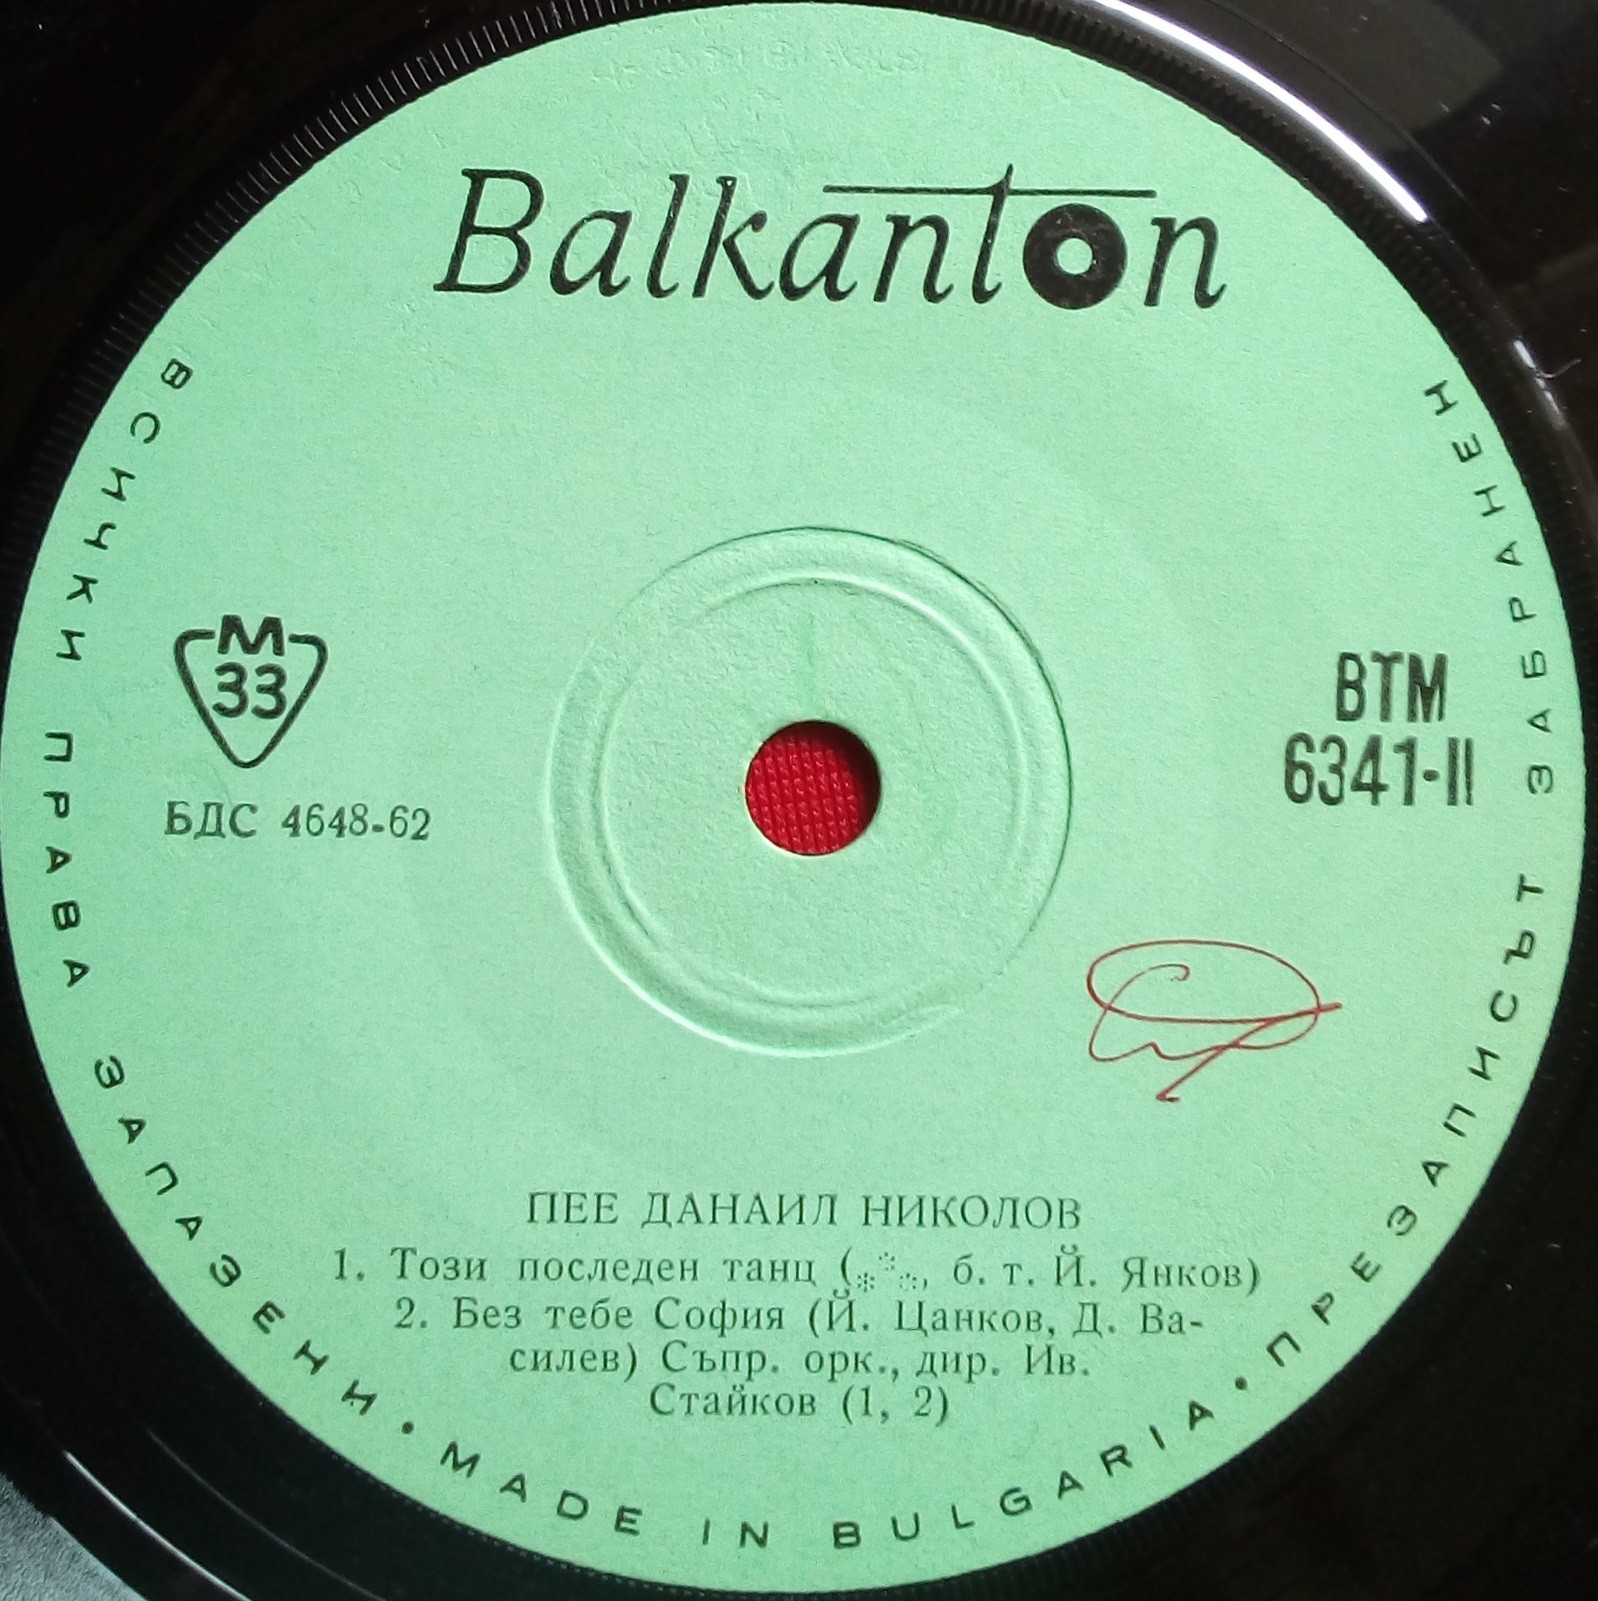 Balkanton
М
33
БДС 4648-62
ВТМ
6341-II
ПЕЕ ДАНАИЛ НИКОЛОВ
1. Този последен танц (***, б. т. Й. Янков)
2. Без тебе София (Й. Цанков, Д. Ва-
силев) Съпр. орк., дир. Ив.
Стайков (1, 2)
ВСИЧКИ ПРАВА ЗАПАЗЕНИ • MADE IN BULGARIA • ПРЕЗАПИСЪТ ЗАБРАНЕН